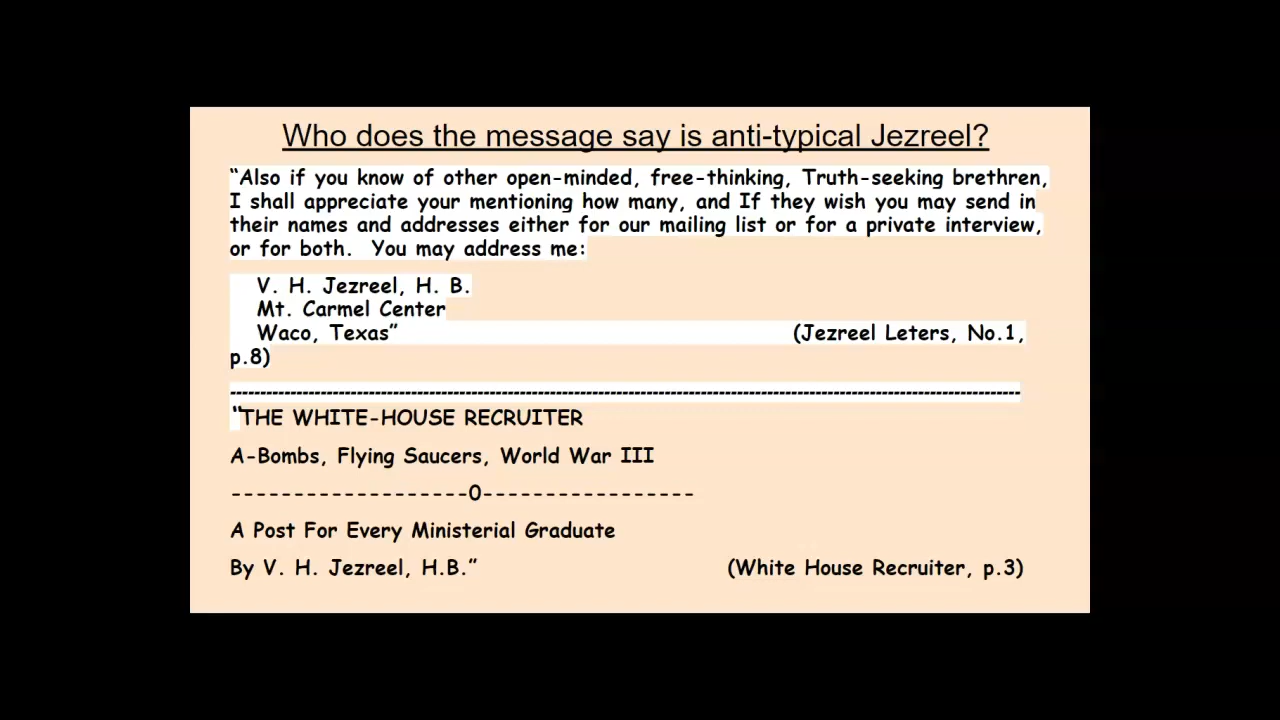 Who does the message say is anti-typical Jezreel?
“Also if you know of other open-minded, free-thinking, Truth-seeking brethren,
I shall appreciate your mentioning how many, and If they wish you may send in
their names and addresses either for our mailing list or for a private interview,
or for both. You may address me:
V. H. Jezreel, H. B.
Mt. Carmel Center
Waco, Texas” (Jezreel Leters, No.1,
p.8)
--------------------------------------------------------------------------------------------------------------
“THE WHITE-HOUSE RECRUITER
A-Bombs, Flying Saucers, World War III
-------------------0-----------------
A Post For Every Ministerial Graduate
By V. H. Jezreel, H.B.” (White House Recruiter, p.3)